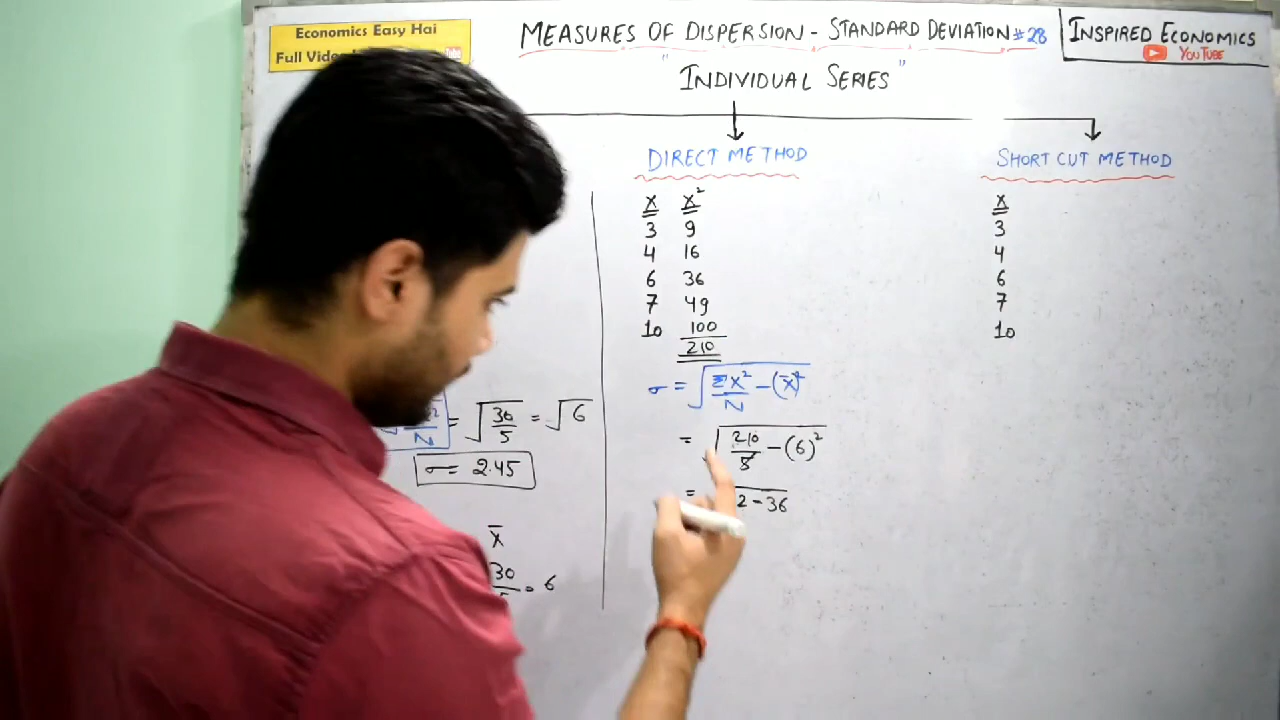 Economics Easy Hai
Full
MEASURES OF DISPERSION - STANDARD DEVIATION #28
INSPIRED ECONOMICS
YOUTUBE
"INDIVIDUAL SERIES"
= √30/5 = √6
σ = 2.45
x̄
30/5 = 6
DIRECT METHOD
X X²
3 9
4 16
6 36
7 49
10 100
210
σ = √ΣX²/N - (X̄)²
= √210/5 - (6)²
= 2 - 36
SHORT CUT METHOD
X
3
4
6
7
10